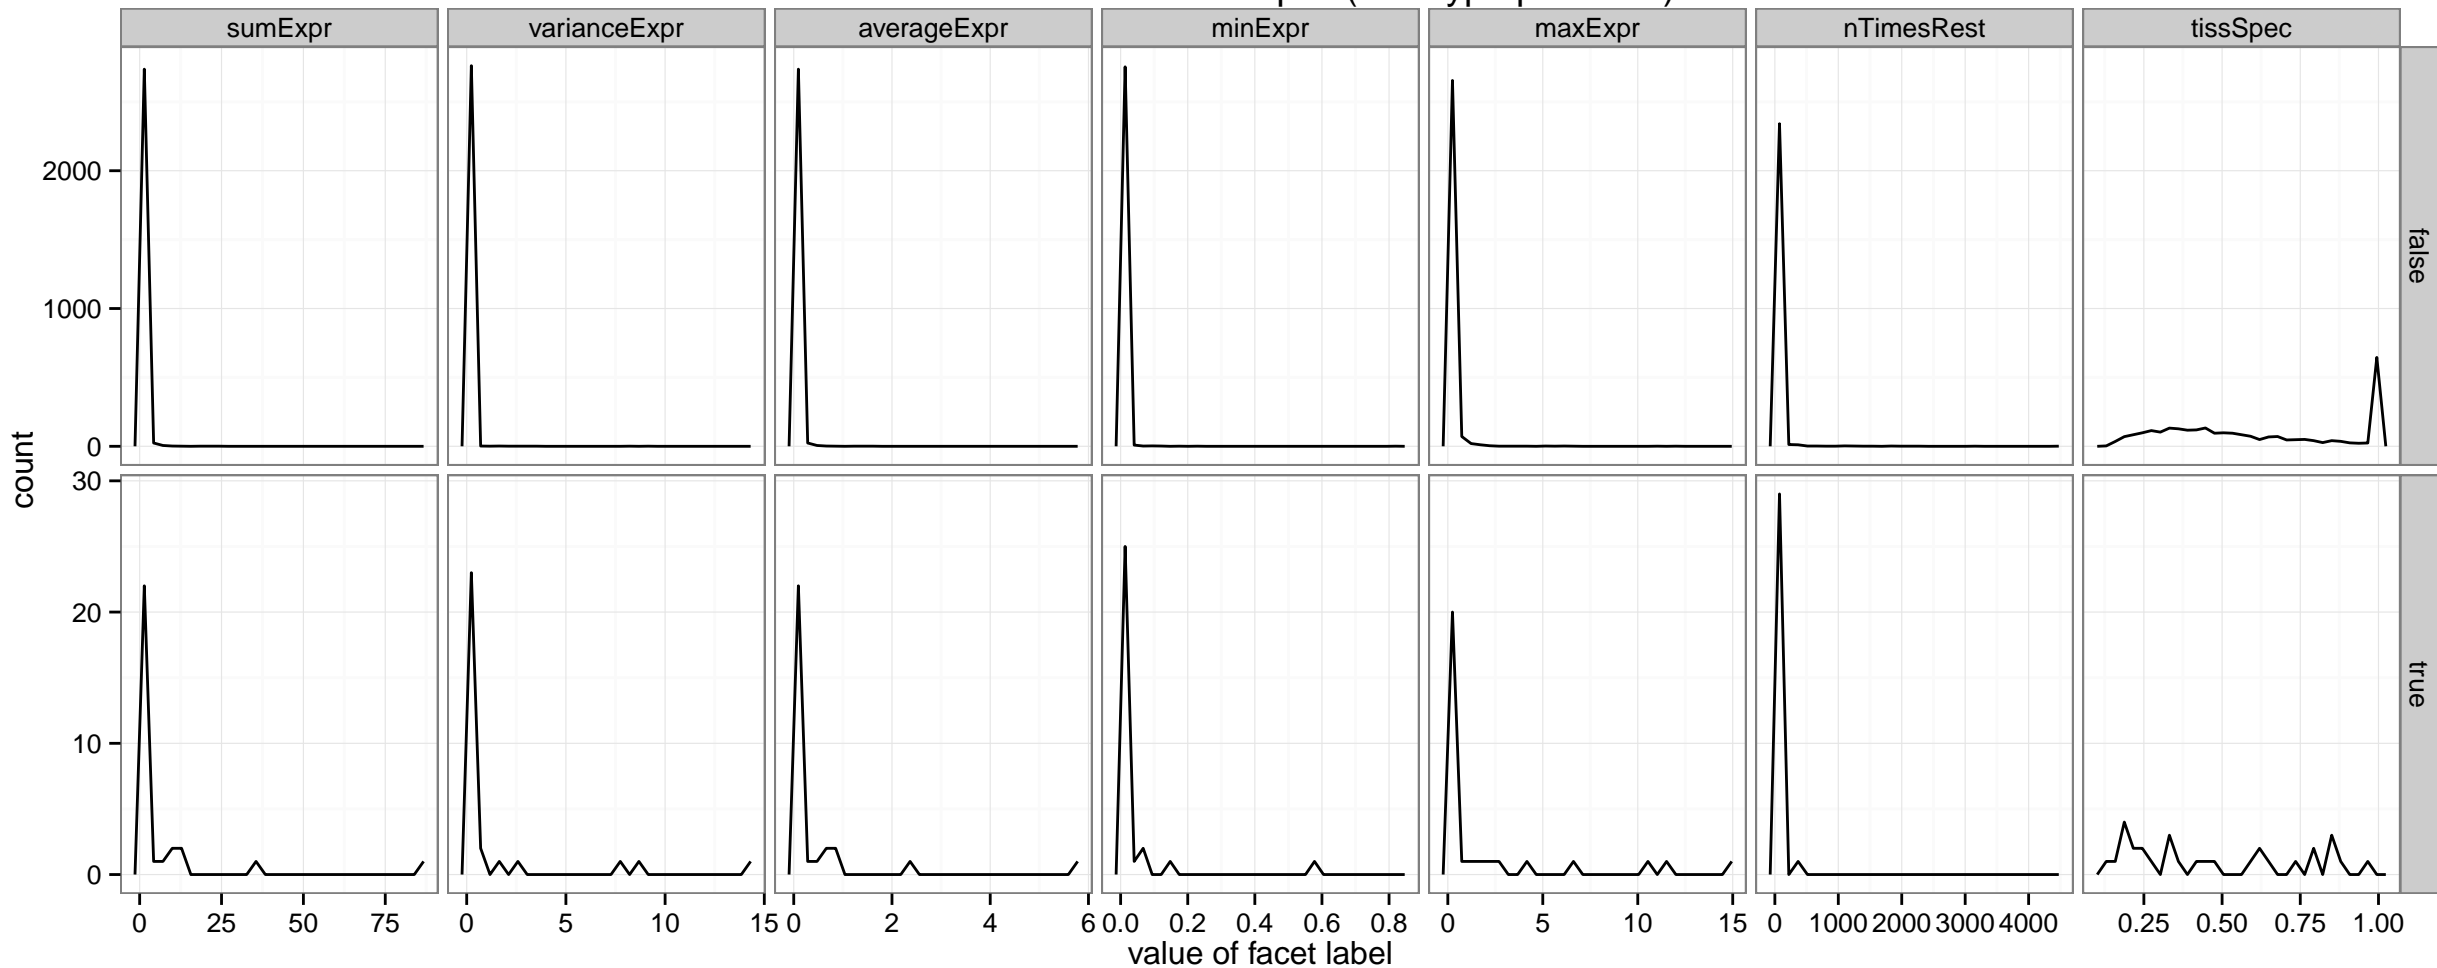 sumExpr varianceExpr averageExpr minExpr maxExpr nTimesRest tissSpec
2000
1000
0
false
count
30
20
10
0
true
0 25 50 75 0 5 10 15 0 2 4 6 0.0 0.2 0.4 0.6 0.8 0 5 10 15 0 1000 2000 3000 4000 0.25 0.50 0.75 1.00
value of facet label